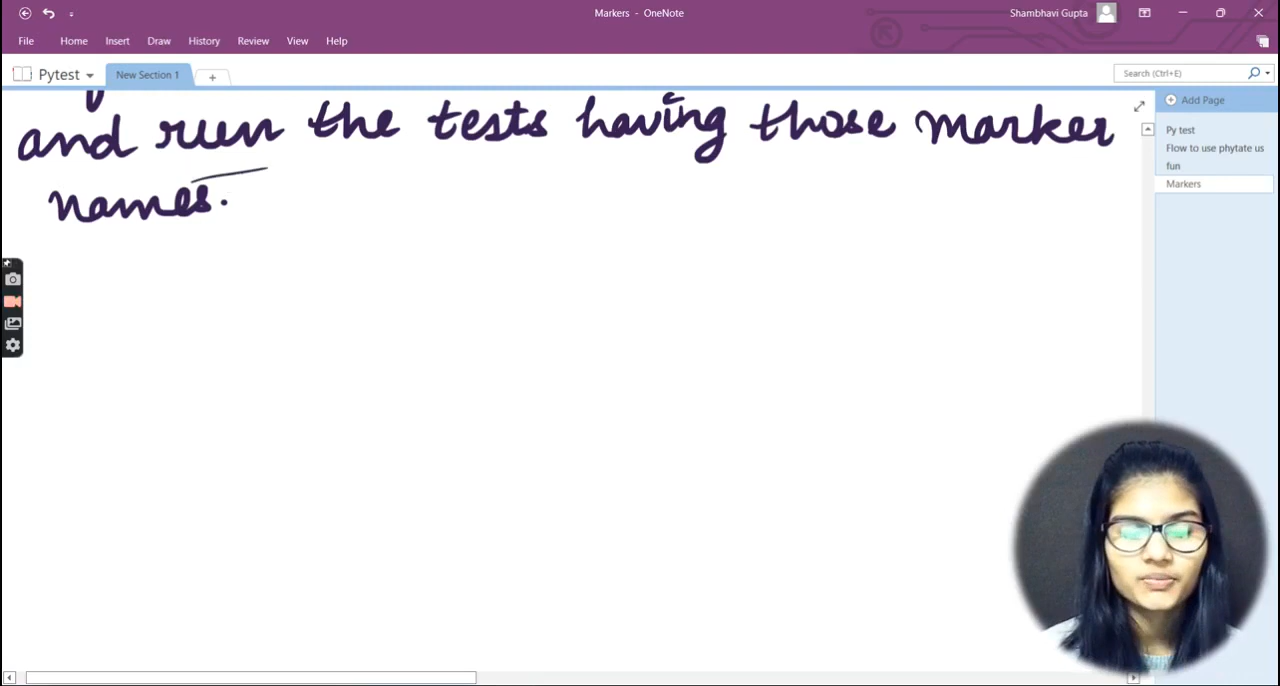 Markers - OneNote
Shambhavi Gupta
File Home Insert Draw History Review View Help
Pytest
New Section 1
Search (Ctrl+E)
Add Page
Py test
Flow to use phytate us
fun
Markers
and run the tests having those marker
names.